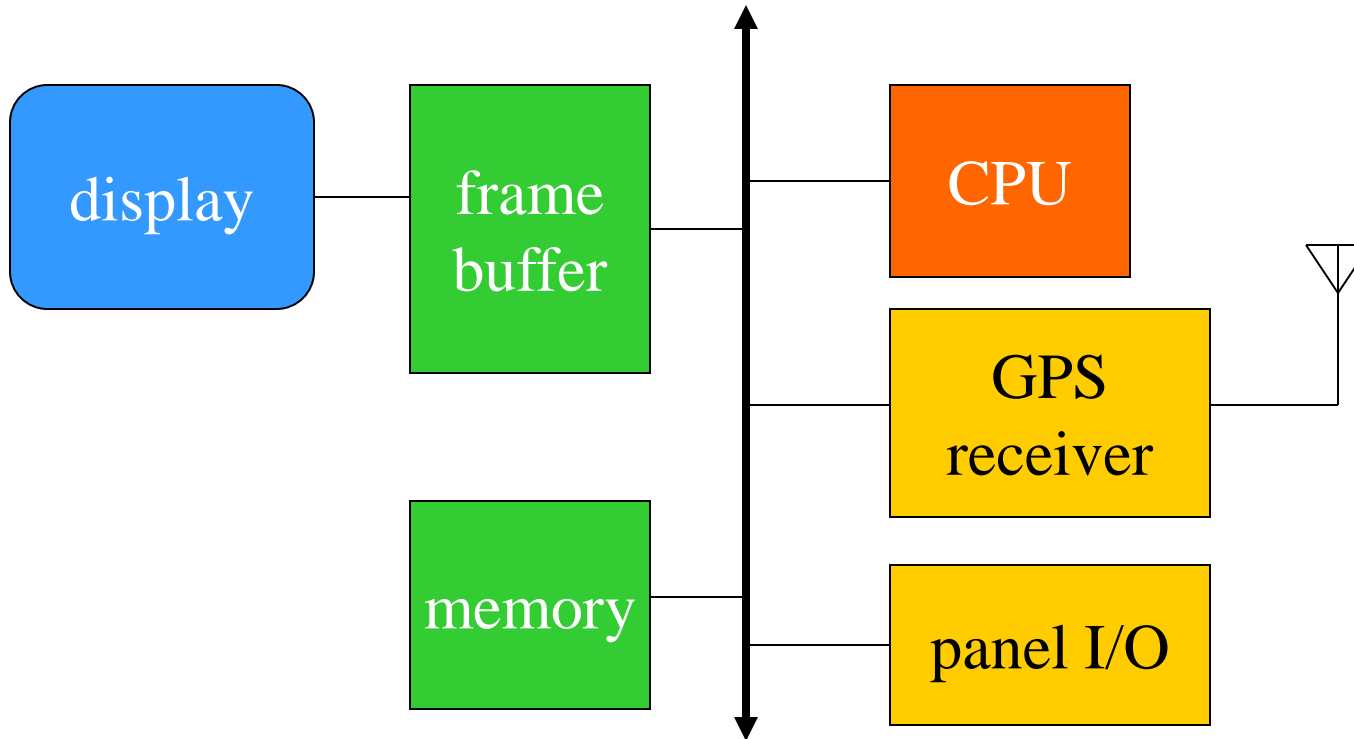 display
frame
buffer
CPU
GPS
receiver
memory
panel I/O